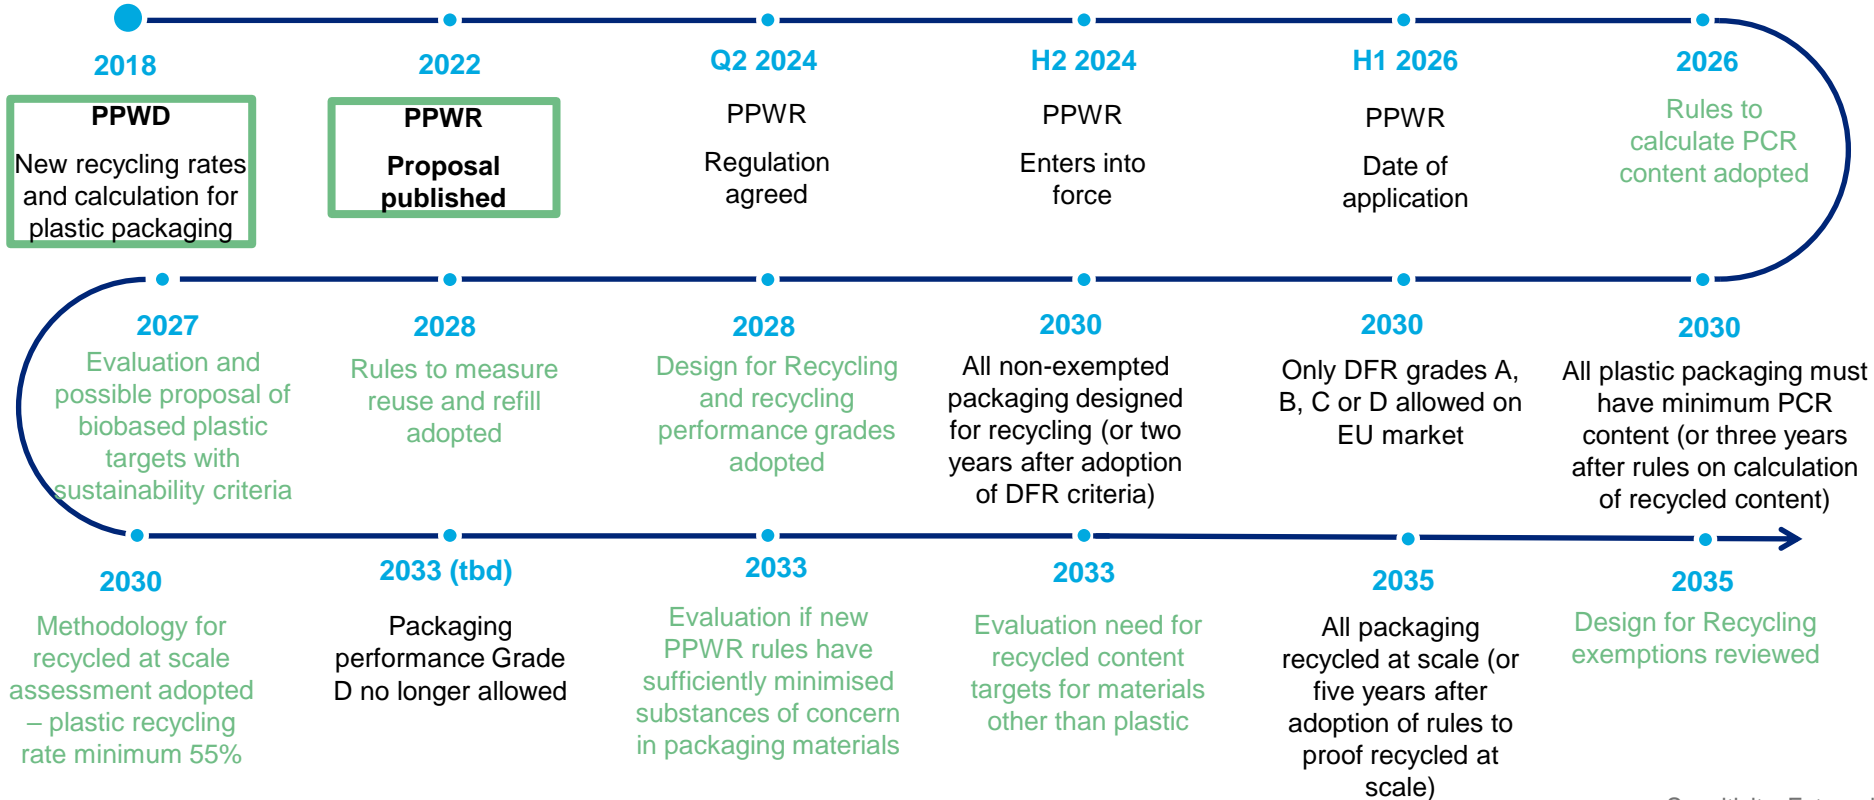 2018
PPWD
New recycling rates
and calculation for
plastic packaging
2022
PPWR
Proposal
published
Q2 2024
PPWR
Regulation
agreed
H2 2024
PPWR
Enters into
force
H1 2026
PPWR
Date of
application
2026
Rules to
calculate PCR
content adopted
2027
Evaluation and
possible proposal of
biobased plastic
targets with
sustainability criteria
2028
Rules to measure
reuse and refill
adopted
2028
Design for Recycling
and recycling
performance grades
adopted
2030
All non-exempted
packaging designed
for recycling (or two
years after adoption
of DFR criteria)
2030
Only DFR grades A,
B, C or D allowed on
EU market
2030
All plastic packaging must
have minimum PCR
content (or three years
after rules on calculation
of recycled content)
2030
Methodology for
recycled at scale
assessment adopted
– plastic recycling
rate minimum 55%
2033 (tbd)
Packaging
performance Grade
D no longer allowed
2033
Evaluation if new
PPWR rules have
sufficiently minimised
substances of concern
in packaging materials
2033
Evaluation need for
recycled content
targets for materials
other than plastic
2035
All packaging
recycled at scale (or
five years after
adoption of rules to
proof recycled at
scale)
2035
Design for Recycling
exemptions reviewed